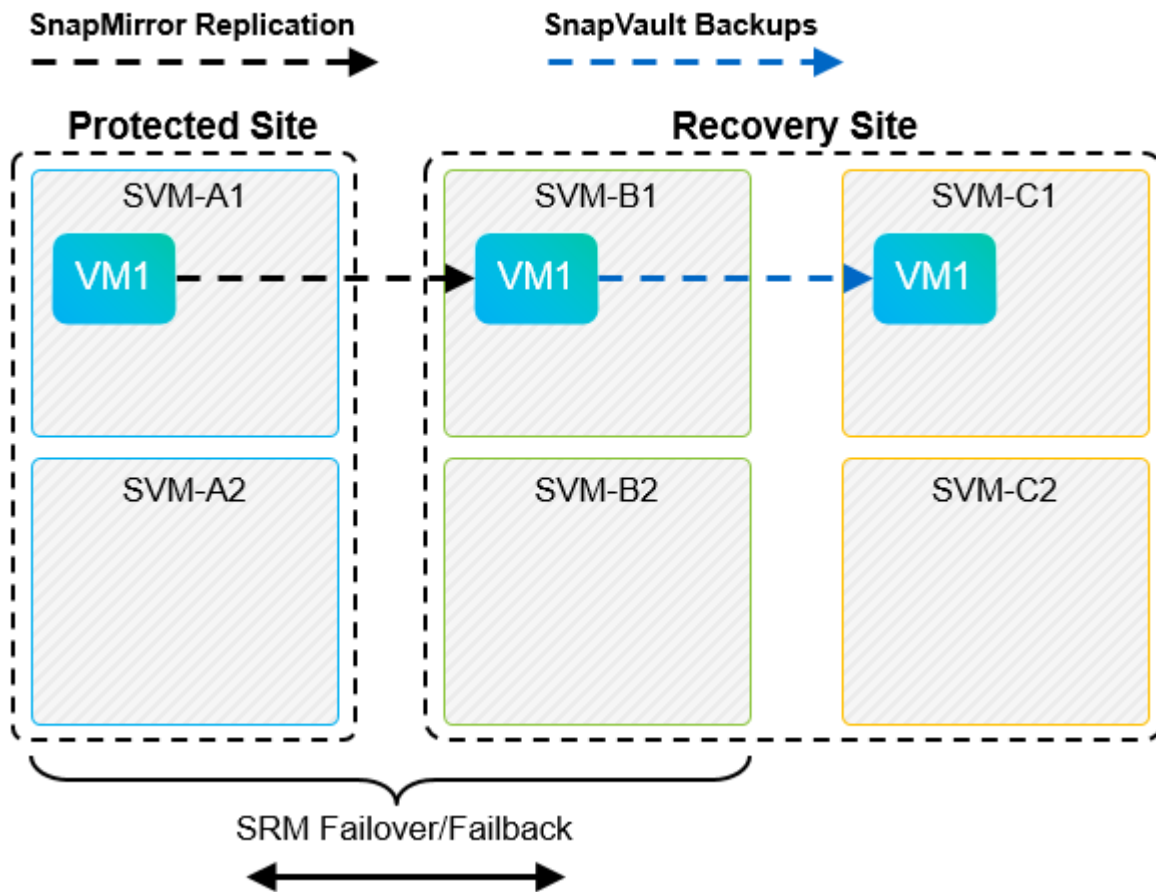 SnapMirror Replication
SnapVault Backups
Protected Site
Recovery Site
SVM-A1
SVM-B1
SVM-C1
VM1
VM1
VM1
SVM-A2
SVM-B2
SVM-C2
SRM Failover/Failback